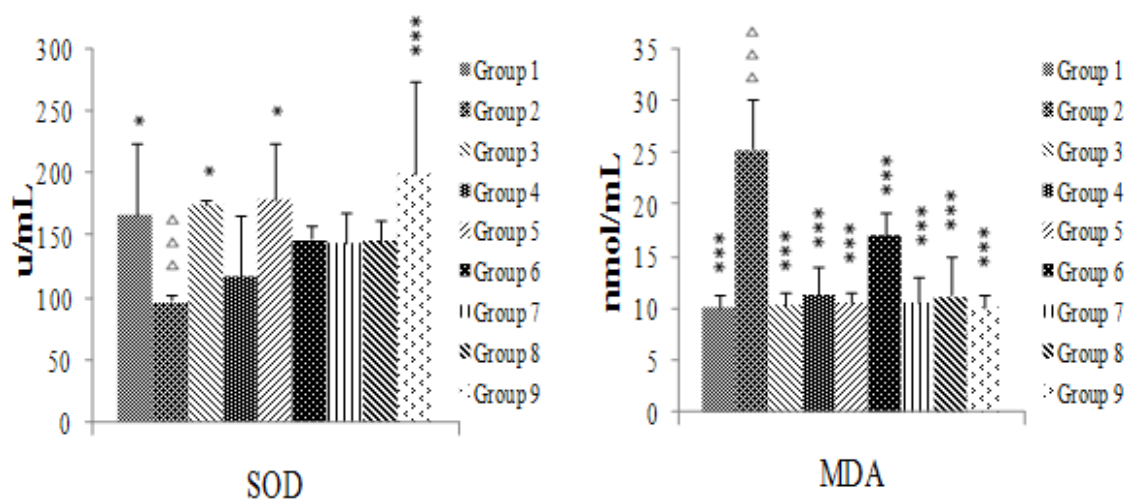 300
250
200
150
100
50
0
u/mL
*
△△△
*
*
***
SOD
Group 1
Group 2
Group 3
Group 4
Group 5
Group 6
Group 7
Group 8
Group 9
40
35
30
25
20
15
10
5
0
nmol/mL
***
△△△
***
***
***
***
***
***
***
MDA
Group 1
Group 2
Group 3
Group 4
Group 5
Group 6
Group 7
Group 8
Group 9